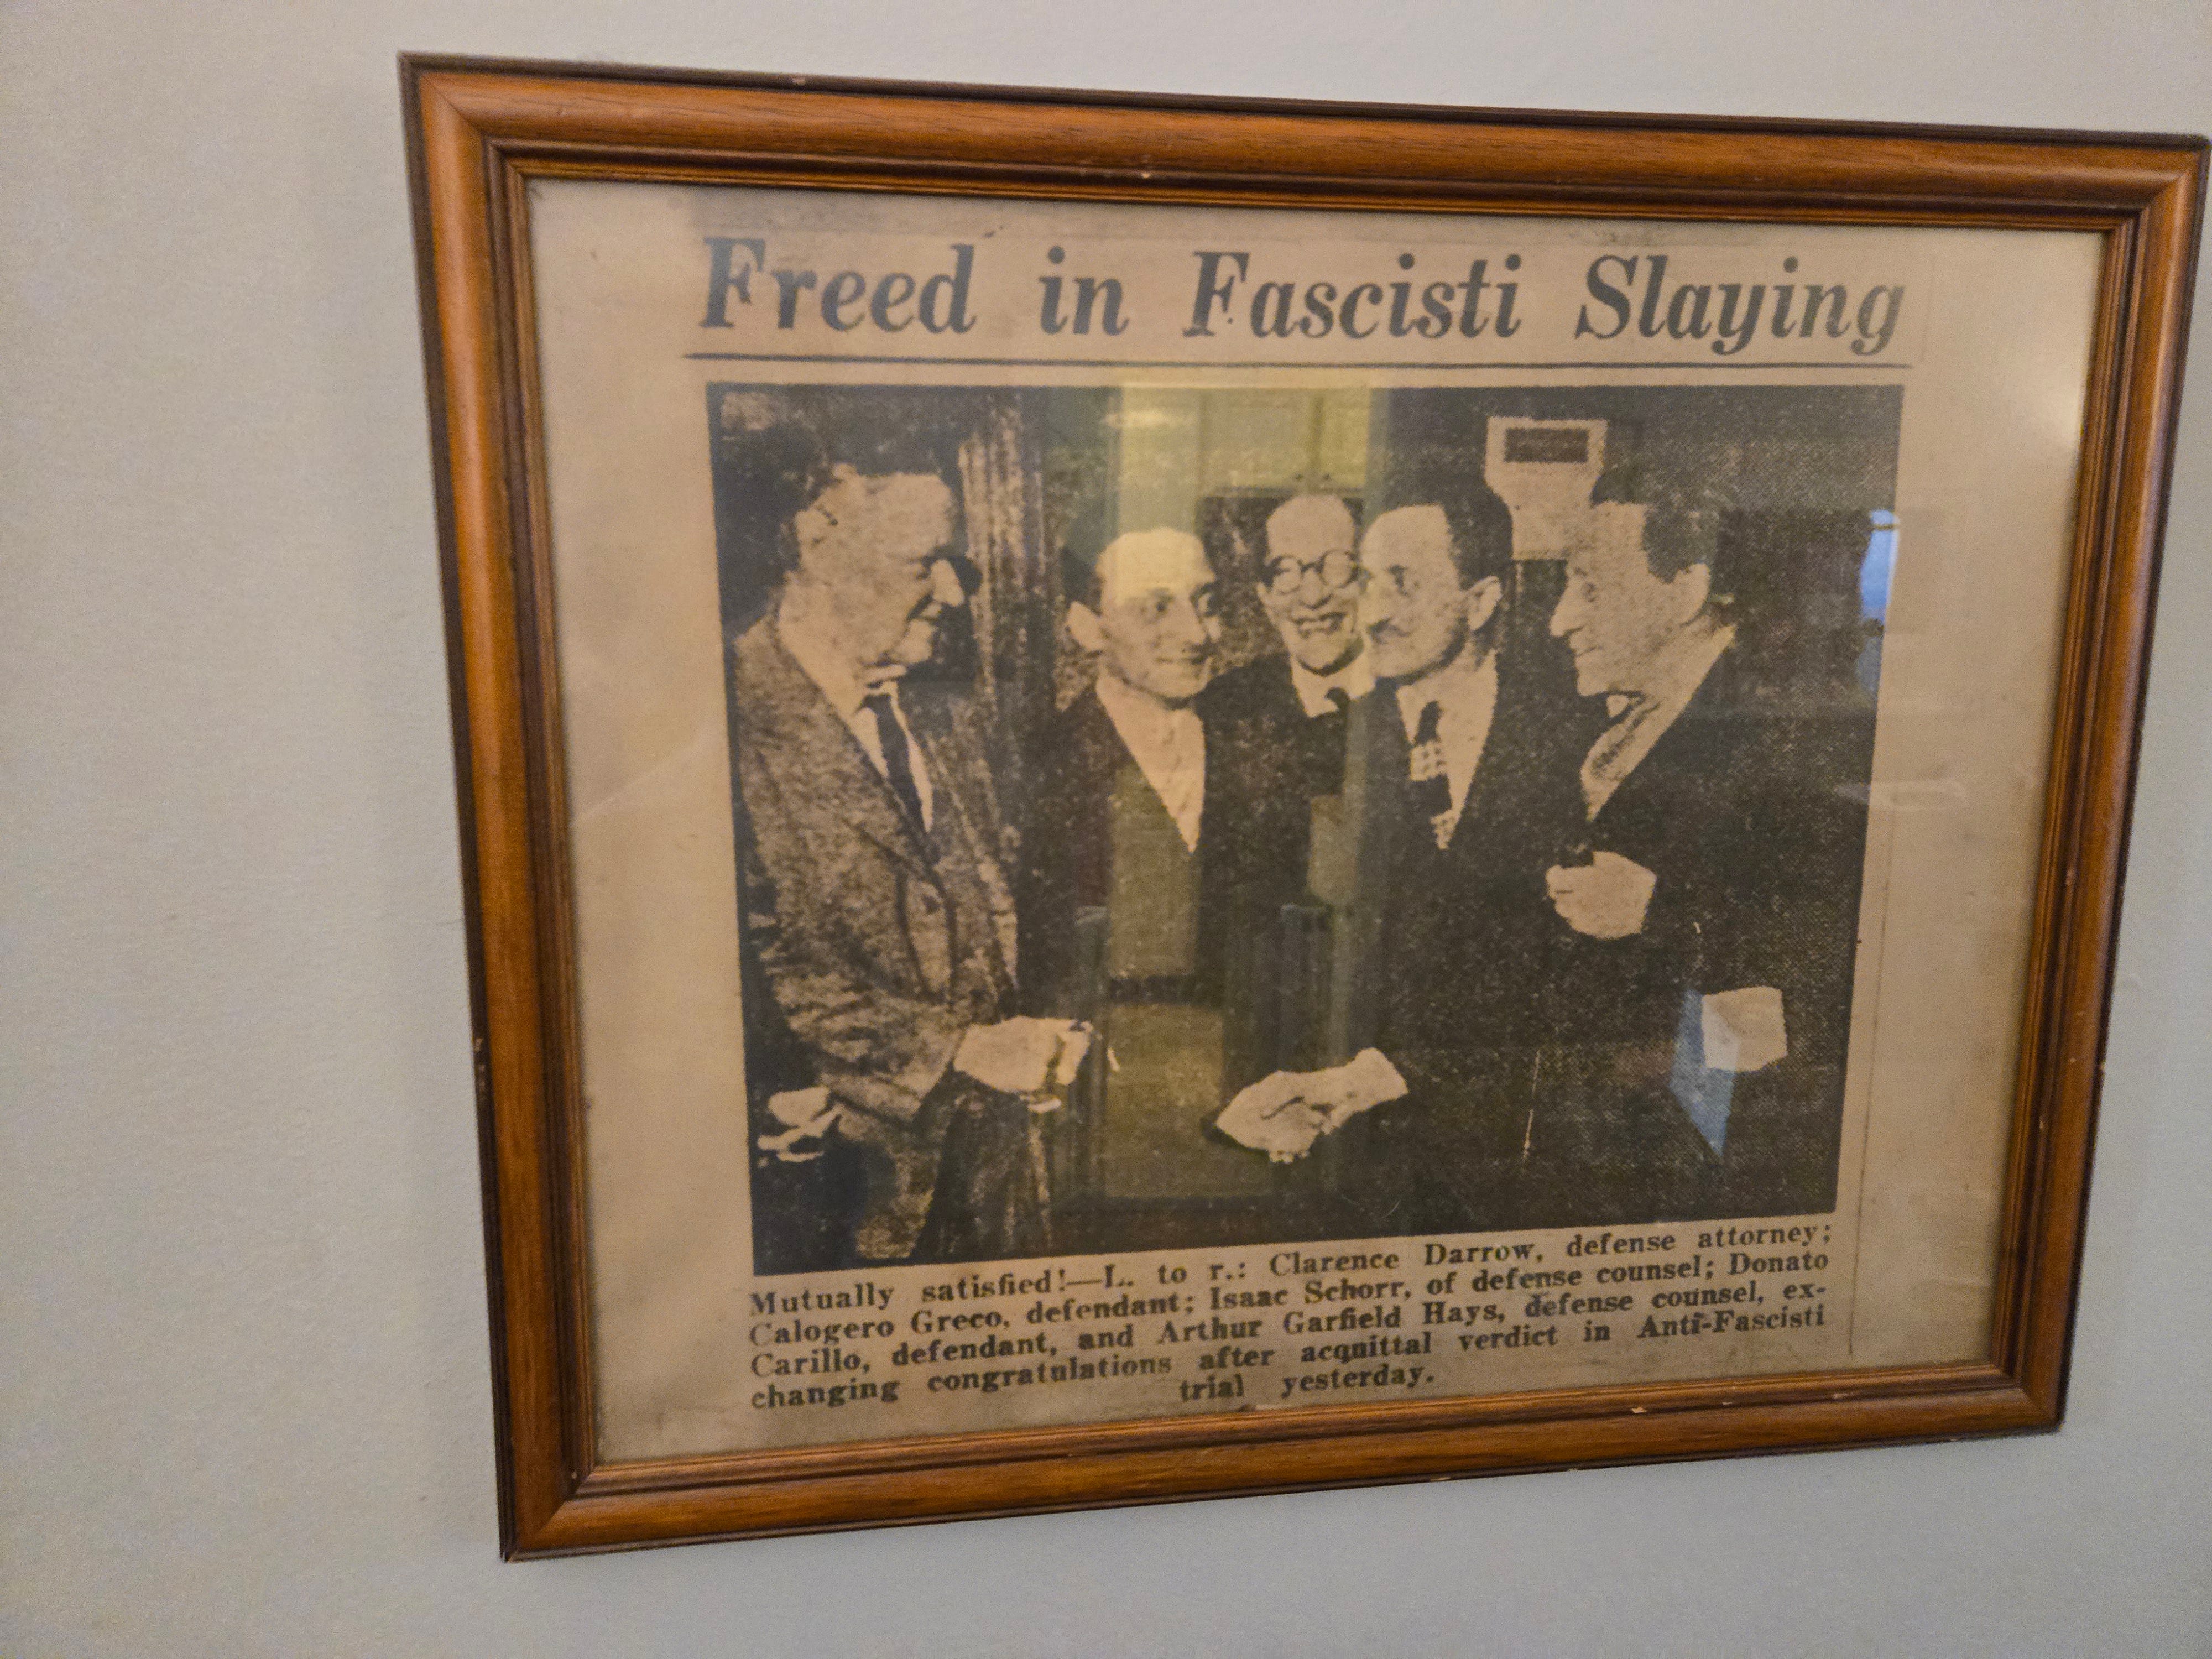 Freed in Fascisti Slaying
Mutually satisfied!—L. to r.: Clarence Darrow, defense attorney;
Calogero Greco, defendant; Isaac Schorr, of defense counsel; Donato
Carillo, defendant, and Arthur Garfield Hays, defense counsel, ex-
changing congratulations after acquittal verdict in Anti-Fascisti
trial yesterday.